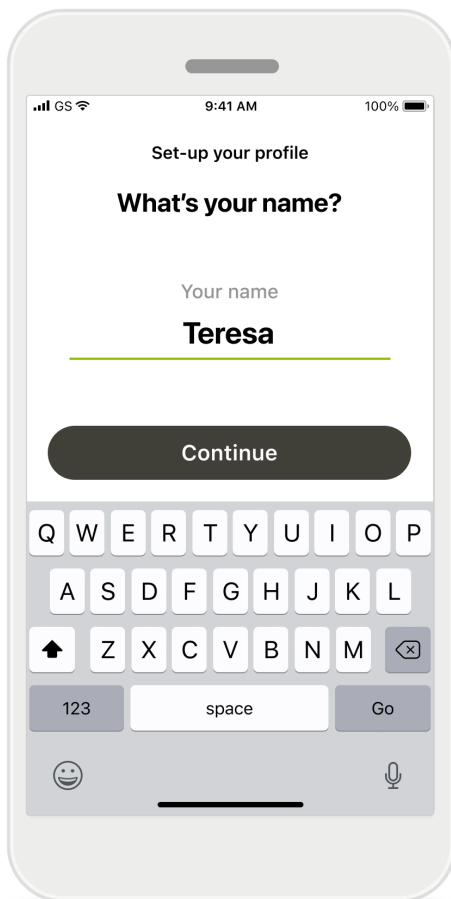 GS 9:41 AM 100%
Set-up your profile
What's your name?
Your name
Teresa
Continue
Q W E R T Y U I O P
A S D F G H J K L
Z X C V B N M
123 space Go